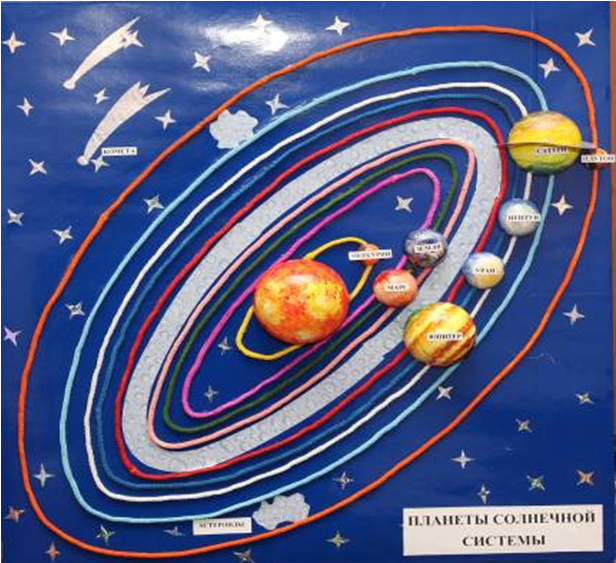 КОМЕТА
САТУРН
ПЛУТОН
НЕПТУН
МЕРКУРИЙ
ЗЕМЛЯ
УРАН
МАРС
ЮПИТЕР
АСТЕРОИДЫ
ПЛАНЕТЫ СОЛНЕЧНОЙ
СИСТЕМЫ